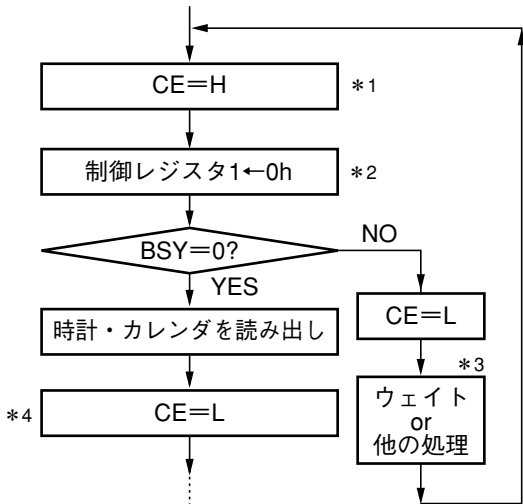 CE＝H
＊1
制御レジスタ1←0h
＊2
BSY＝0?
NO
YES
時計・カレンダを読み出し
CE＝L
＊3
＊4
CE＝L
ウェイト
or
他の処理